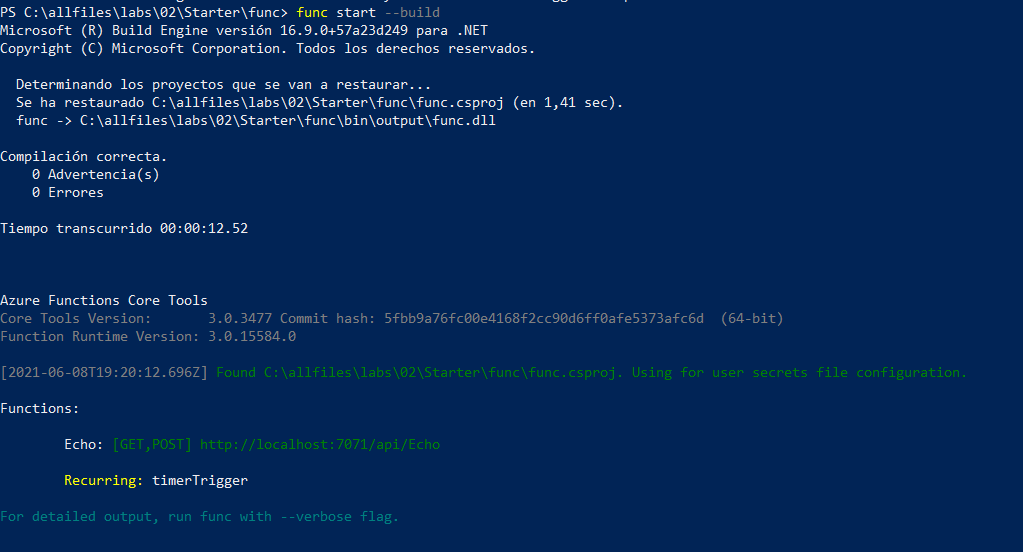 PS C:\allfiles\labs\02\Starter\func> func start --build
Microsoft (R) Build Engine versión 16.9.0+57a23d249 para .NET
Copyright (C) Microsoft Corporation. Todos los derechos reservados.
Determinando los proyectos que se van a restaurar...
Se ha restaurado C:\allfiles\labs\02\Starter\func\func.csproj (en 1,41 sec).
func -> C:\allfiles\labs\02\Starter\func\bin\output\func.dll
Compilación correcta.
0 Advertencia(s)
0 Errores
Tiempo transcurrido 00:00:12.52
Azure Functions Core Tools
Core Tools Version:       3.0.3477 Commit hash: 5fbb9a76fc00e4168f2cc90d6ff0afe5373afc6d  (64-bit)
Function Runtime Version: 3.0.15584.0
[2021-06-08T19:20:12.696Z] Found C:\allfiles\labs\02\Starter\func\func.csproj. Using for user secrets file configuration.
Functions:
Echo: [GET,POST] http://localhost:7071/api/Echo
Recurring: timerTrigger
For detailed output, run func with --verbose flag.